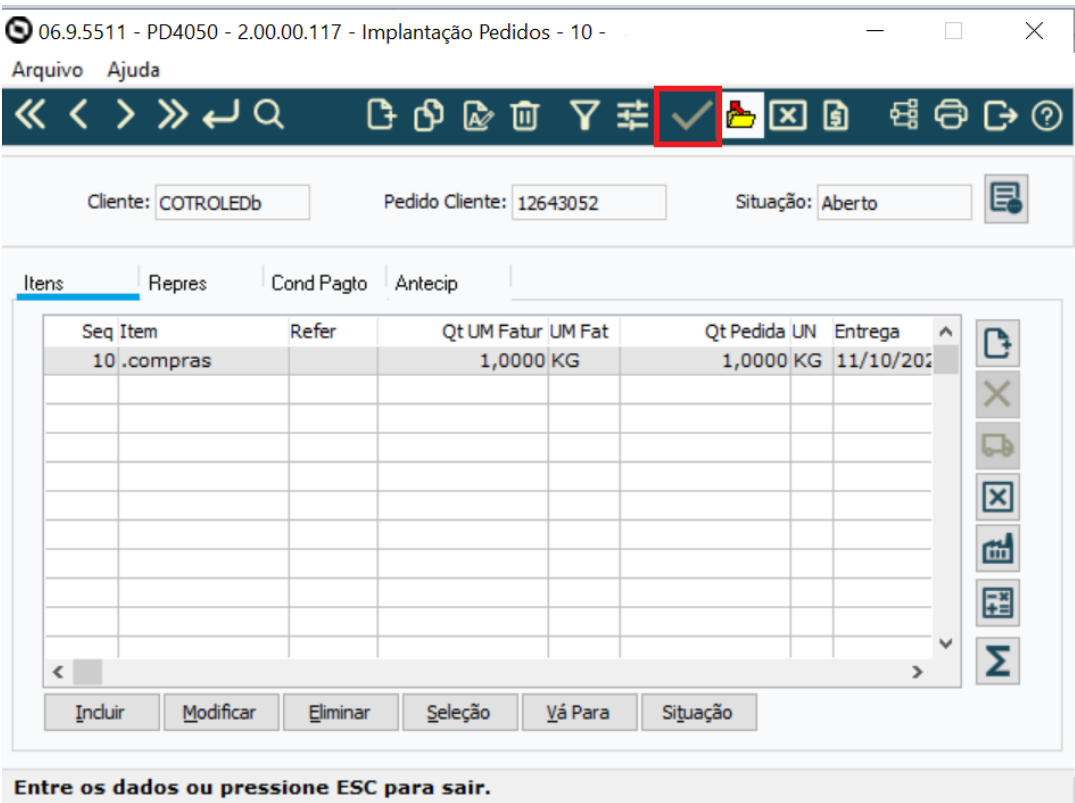 06.9.5511 - PD4050 - 2.00.00.117 - Implantação Pedidos - 10 -
Arquivo Ajuda
Cliente: COTROLEDb Pedido Cliente: 12643052 Situação: Aberto
Itens Repres Cond Pagto Antecip
Seq Item Refer Qt UM Fatur UM Fat Qt Pedida UN Entrega
10 .compras 1,0000 KG 1,0000 KG 11/10/202
Incluir Modificar Eliminar Seleção Vá Para Situação
Entre os dados ou pressione ESC para sair.